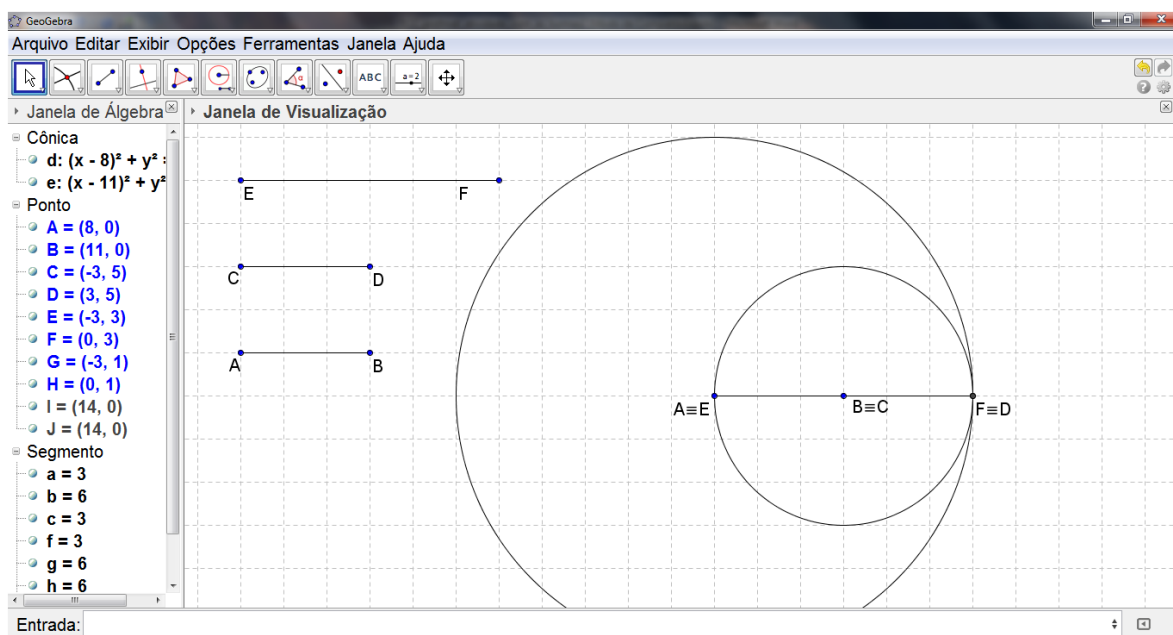 GeoGebra
Arquivo Editar Exibir Opções Ferramentas Janela Ajuda
ABC
a=2
Janela de Álgebra
Cônica
d: (x - 8)² + y² :
e: (x - 11)² + y²
Ponto
A = (8, 0)
B = (11, 0)
C = (-3, 5)
D = (3, 5)
E = (-3, 3)
F = (0, 3)
G = (-3, 1)
H = (0, 1)
I = (14, 0)
J = (14, 0)
Segmento
a = 3
b = 6
c = 3
f = 3
g = 6
h = 6
Janela de Visualização
E F
C D
A B
A≡E B≡C F≡D
Entrada: